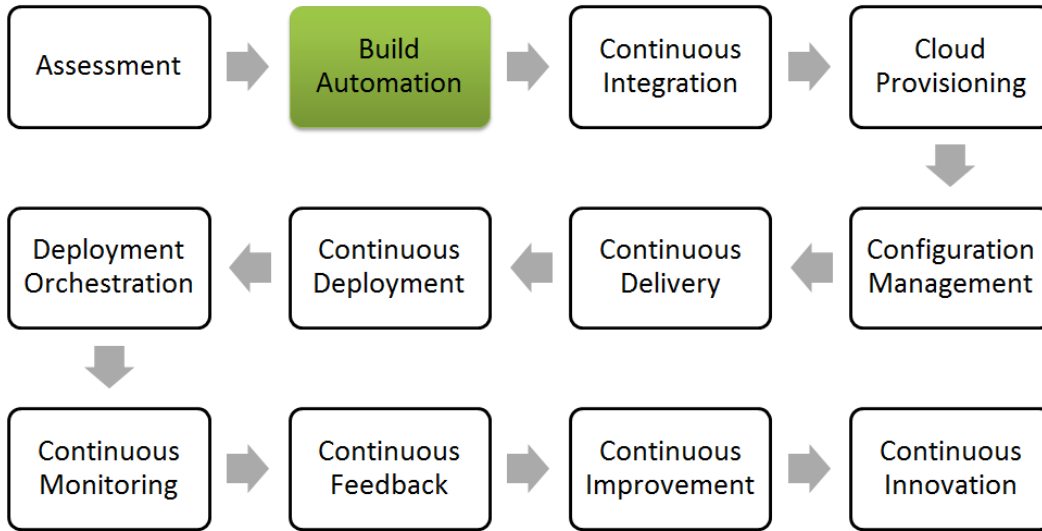 Assessment
Build
Automation
Continuous
Integration
Cloud
Provisioning
Configuration
Management
Continuous
Delivery
Continuous
Deployment
Deployment
Orchestration
Continuous
Monitoring
Continuous
Feedback
Continuous
Improvement
Continuous
Innovation